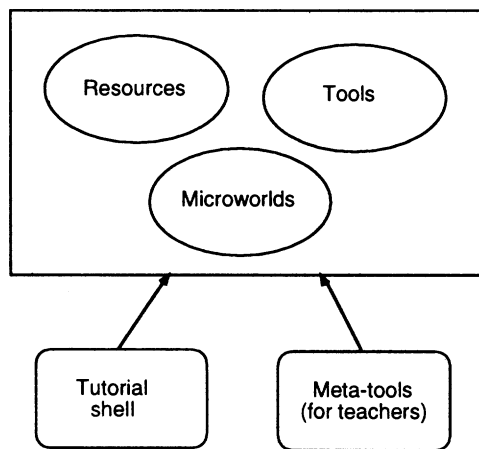 Resources
Tools
Microworlds
Tutorial
shell
Meta-tools
(for teachers)